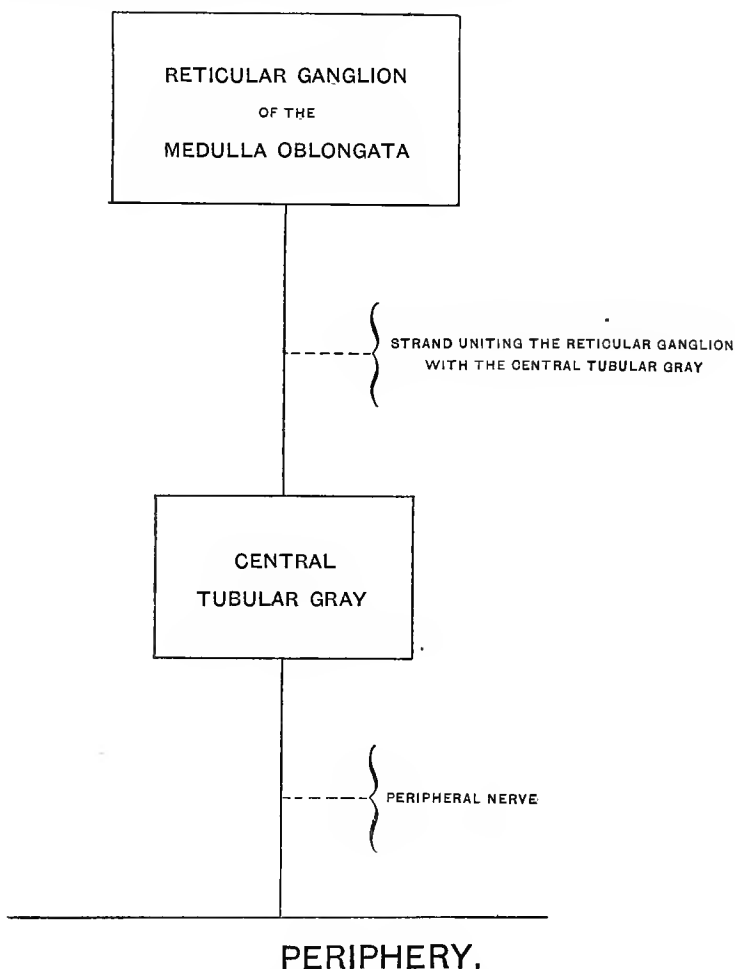 RETICULAR GANGLION
OF THE
MEDULLA OBLONGATA
STRAND UNITING THE RETICULAR GANGLION
WITH THE CENTRAL TUBULAR GRAY
CENTRAL
TUBULAR GRAY
PERIPHERAL NERVE
PERIPHERY.